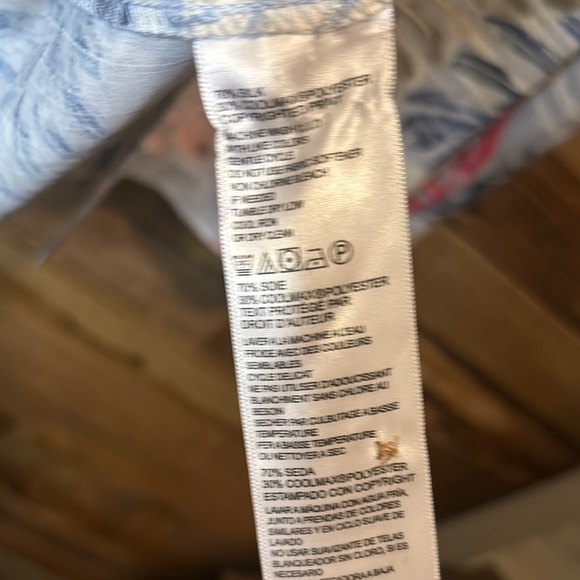 70% SILK
30% COOLMAX®POLYESTER
COPYRIGHTED PRINT
MACHINE WASH COLD
WITH LIKE COLORS
GENTLE CYCLE
DO NOT USE FABRIC SOFTENER
NON CHLORINE BLEACH
IF NEEDED
TUMBLE DRY LOW
COOL IRON
OR DRY CLEAN
P
70% SOIE
30% COOLMAX®POLYESTER
TEXT PROTEGE PAR
DROIT D'AUTEUR
LAVER A LA MACHINE A L'EAU
FROIDE AVEC DES COULEURS
SEMBLABLES
CYCLE DELICAT
NE PAS UTILISER D'ADOUCISSANT
BLANCHIMENT SANS CHLORE AU
BESOIN
SECHER PAR CULBUTAGE A BASSE
TEMPERATURE
FER A BASSE TEMPERATURE
OU NETTOYER A SEC
70% SEDA
30% COOLMAX®POLYESTER
ESTAMPADO CON COPYRIGHT
LAVAR A MAQUINA CON AGUA FRIA,
JUNTO A PRENDAS DE COLORES
SIMILARES Y EN CICLO SUAVE DE
LAVADO
NO USAR SUAVIZANTE DE TELAS
BLANQUEADOR SIN CLORO, SI ES
NECESARIO
SECADORA A BAJA